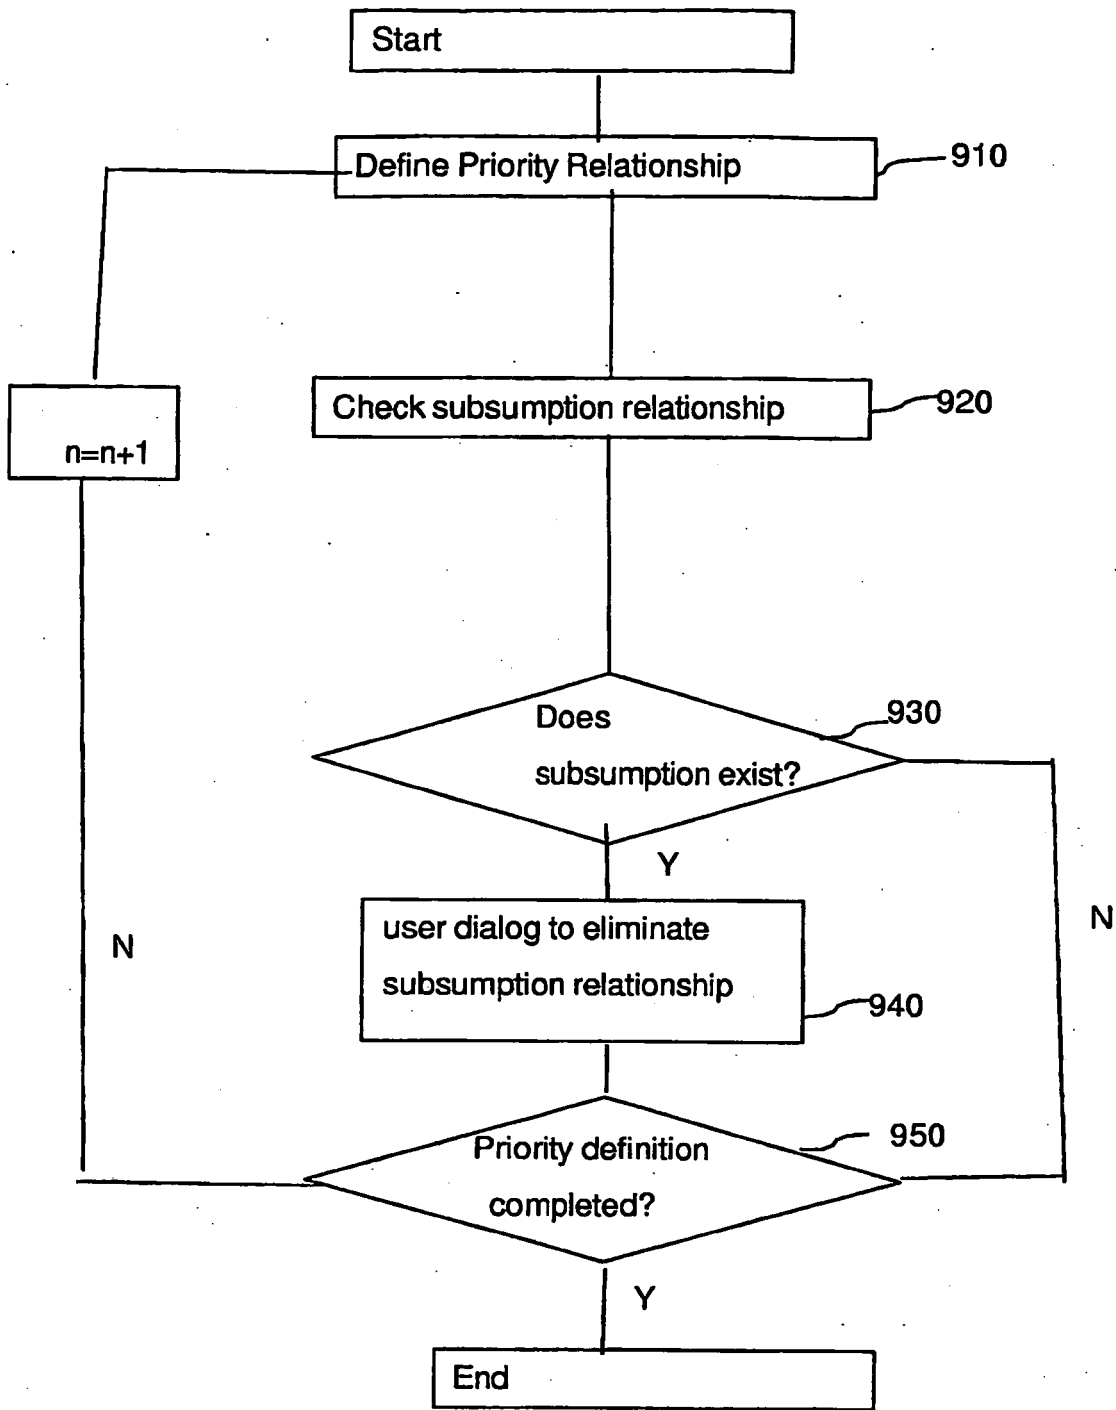 Start
Define Priority Relationship
910
Check subsumption relationship
920
n=n+1
Does
subsumption exist?
930
Y
N
user dialog to eliminate
subsumption relationship
940
N
Priority definition
completed?
950
Y
End